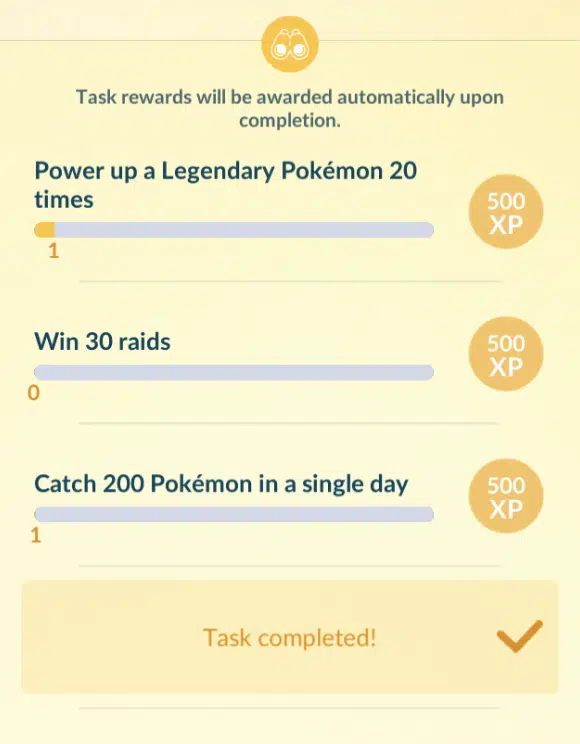 Task rewards will be awarded automatically upon
completion.
Power up a Legendary Pokémon 20
times
500
XP
1
Win 30 raids
500
XP
0
Catch 200 Pokémon in a single day
500
XP
1
Task completed!